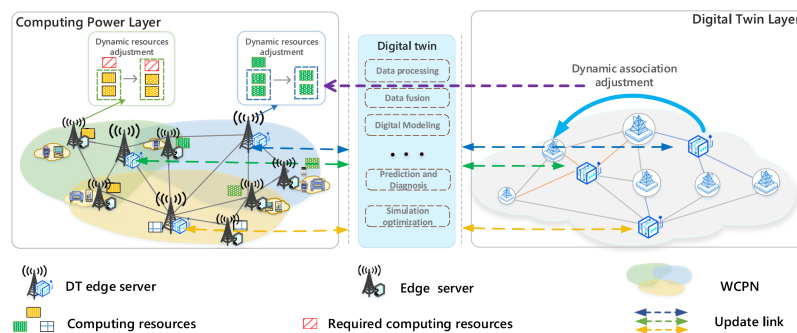 Computing Power Layer
Digital Twin Layer
Dynamic resources
adjustment
Dynamic resources
adjustment
Digital twin
Data processing
Data fusion
Digital Modeling
• • •
Prediction and
Diagnosis
Simulation
optimization
Dynamic association
adjustment
DT edge server
Edge server
WCPN
Computing resources
Required computing resources
Update link